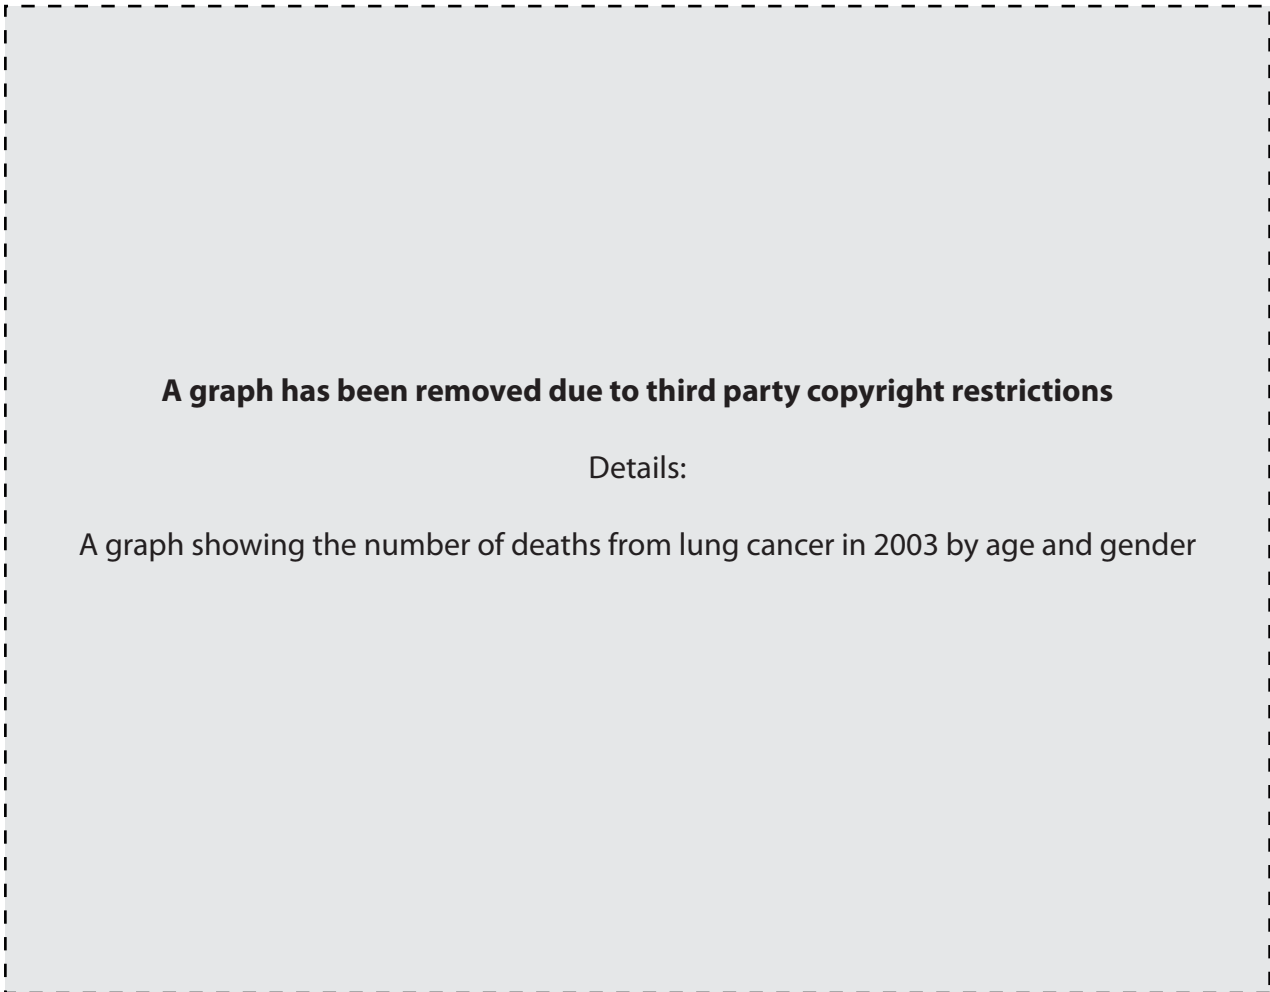 A graph has been removed due to third party copyright restrictions
Details:
A graph showing the number of deaths from lung cancer in 2003 by age and gender